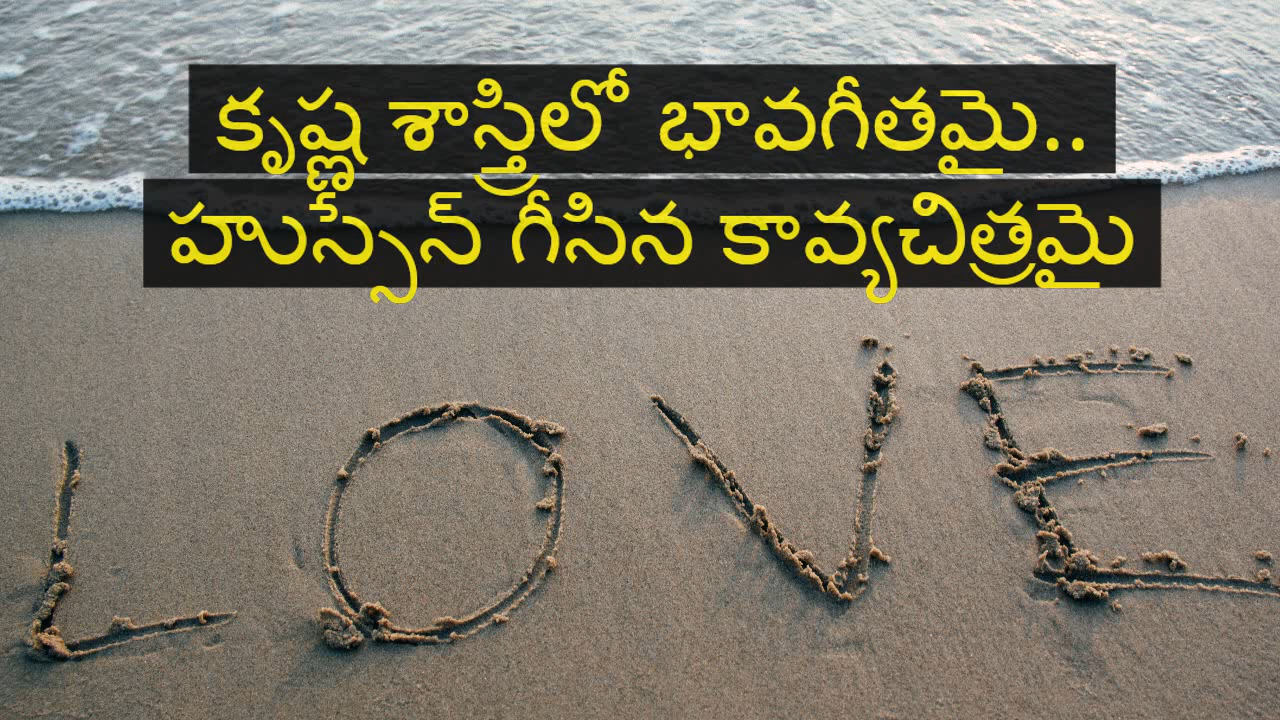 కృష్ణ శాస్త్రిలో భావగీతమై..
హుస్సేన్ గీసిన కావ్యచిత్రమై
LOVE